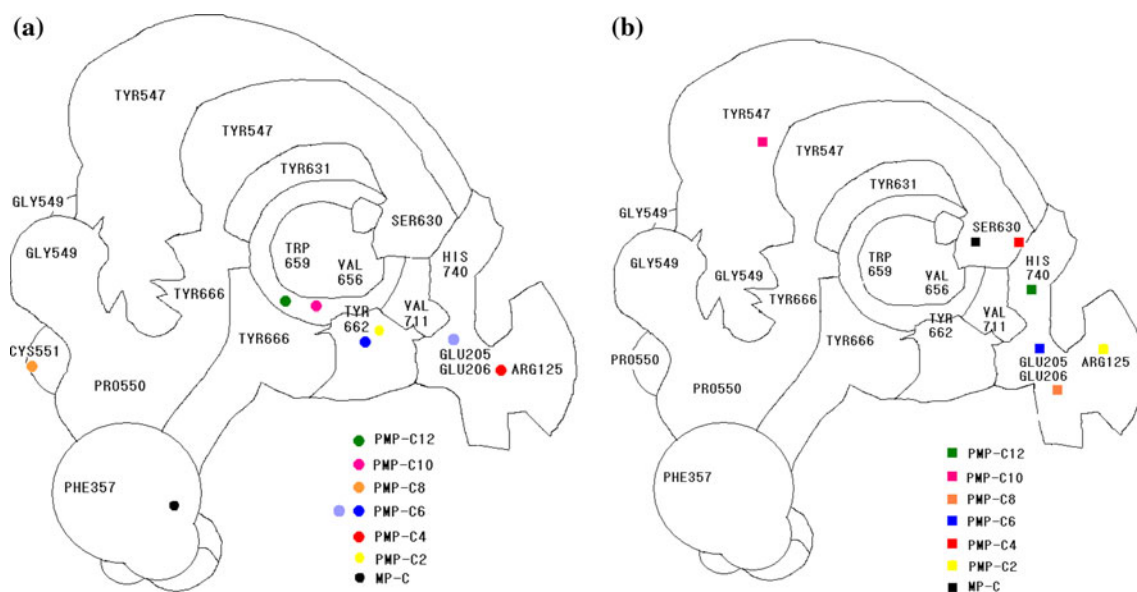 (a)
TYR547
TYR547
TYR631
GLY549
SER630
GLY549
TRP
659
VAL
656
HIS
740
TYR666
TYR
662
VAL
711
TYR666
CYS551
GLU205
GLU206
ARG125
PRO550
PHE357
PMP-C12
PMP-C10
PMP-C8
PMP-C6
PMP-C4
PMP-C2
MP-C
(b)
TYR547
TYR547
TYR631
GLY549
SER630
GLY549
TRP
659
HIS
740
GLY549
VAL
656
TYR666
TYR
662
VAL
711
TYR666
PRO550
GLU205
GLU206
ARG125
PRO550
PHE357
PMP-C12
PMP-C10
PMP-C8
PMP-C6
PMP-C4
PMP-C2
MP-C